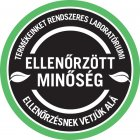 TERMÉKEINKET RENDSZERES LABORATÓRIUMI
ELLENŐRZÖTT
MINŐSÉG
ELLENŐRZÉSNEK VETJÜK ALÁ